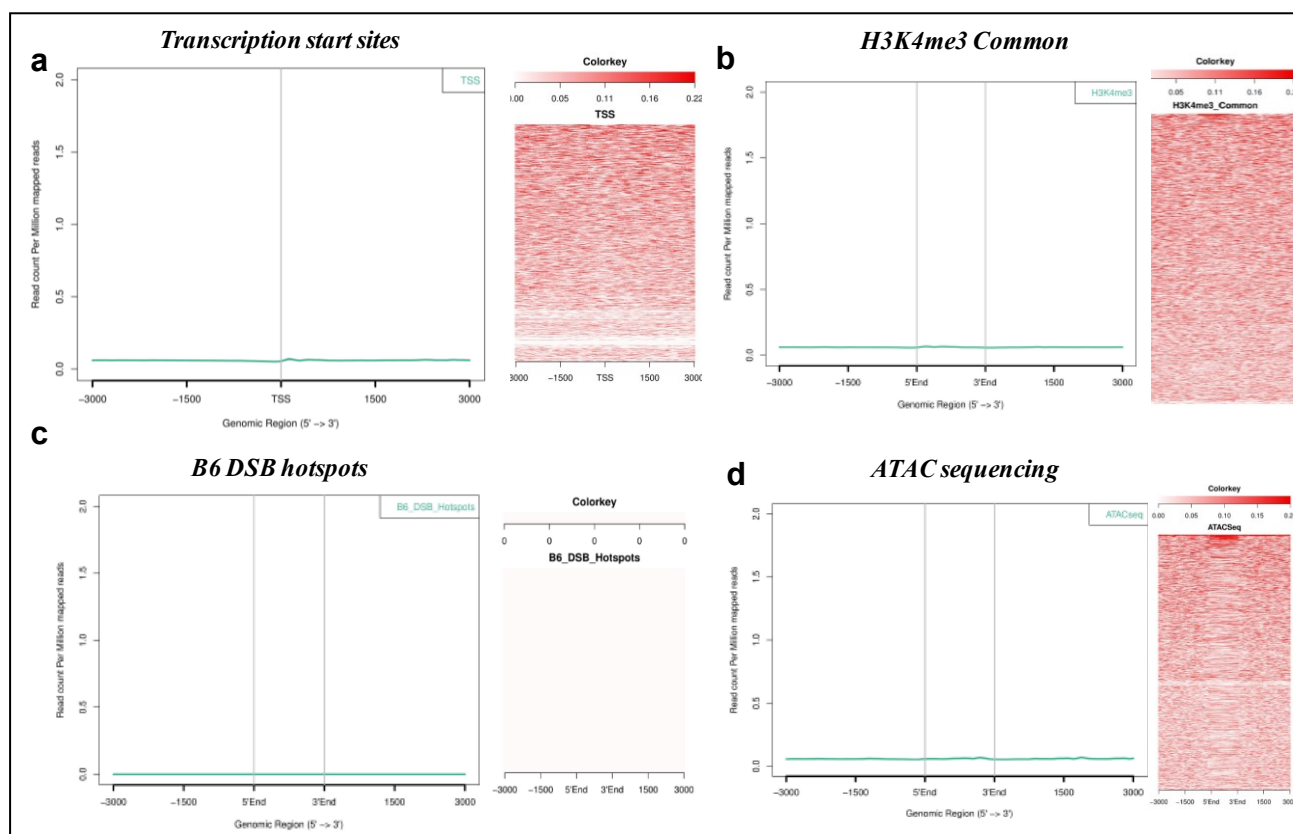 a
Transcription start sites
2.0
1.5
1.0
0.5
0.0
Read count Per Million mapped reads
TSS
−3000
−1500
TSS
1500
3000
Genomic Region (5' −> 3')
Colorkey
0.00
0.05
0.11
0.16
0.22
TSS
3000
−1500
TSS
1500
3000
b
H3K4me3 Common
2.0
1.5
1.0
0.5
0.0
Read count Per Million mapped reads
H3K4me3
−3000
−1500
5'End
3'End
1500
3000
Genomic Region (5' −> 3')
Colorkey
0.05
0.11
0.16
H3K4me3_Common
c
B6 DSB hotspots
2.0
1.5
1.0
0.5
0.0
Read count Per Million mapped reads
B6_DSB_Hotspots
−3000
−1500
5'End
3'End
1500
3000
Genomic Region (5' −> 3')
Colorkey
0
0
0
0
0
B6_DSB_Hotspots
−3000
−1500
5'End
3'End
1500
3000
d
ATAC sequencing
2.0
1.5
1.0
0.5
0.0
Read count Per Million mapped reads
ATACseq
−3000
−1500
5'End
3'End
1500
3000
Genomic Region (5' −> 3')
Colorkey
0.00
0.05
0.10
0.15
ATACSeq
−3000
−1500
5'End
3'End
1500
3000